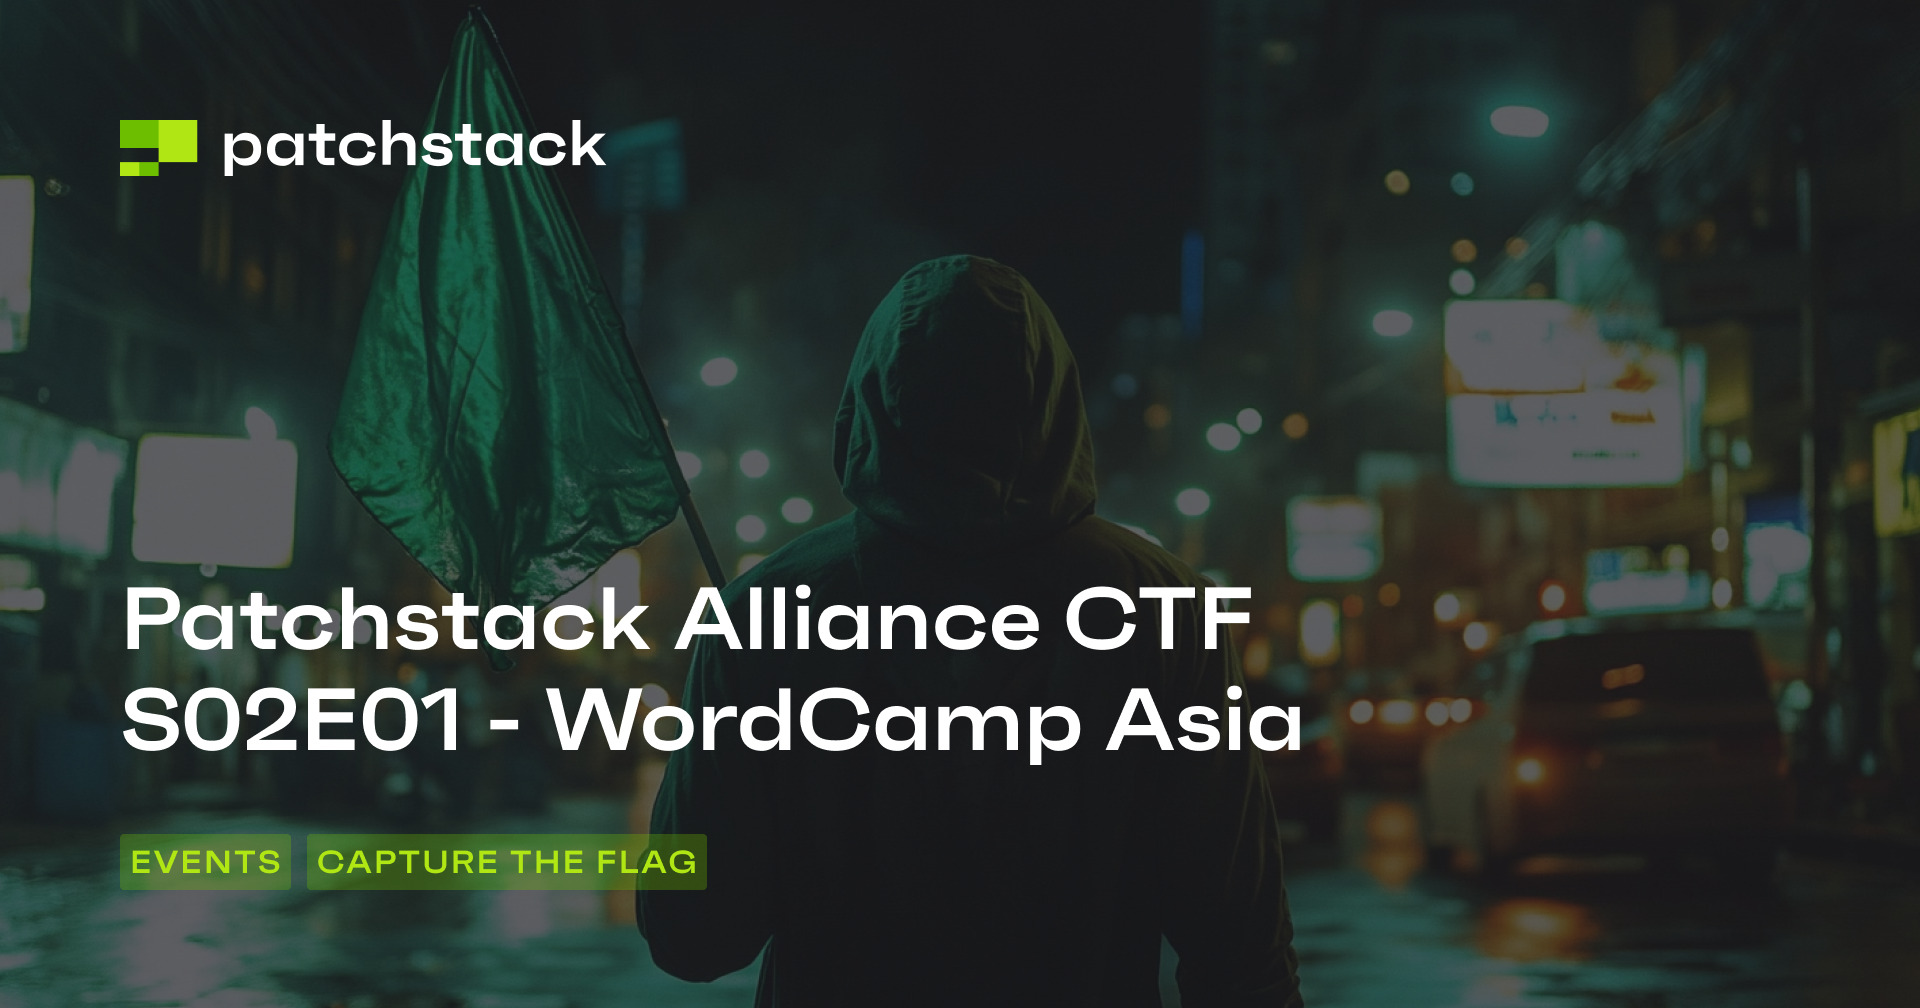 patchstack
Patchstack Alliance CTF
S02E01 - WordCamp Asia
EVENTS CAPTURE THE FLAG